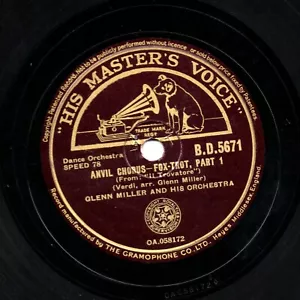 "HIS MASTER'S VOICE"
TRADE MARK
REGD
Dance Orchestra
SPEED 78
B.D.5671
ANVIL CHORUS—FOX-TROT, PART 1
(From "Il Trovatore")
(Verdi, arr. Glenn Miller)
GLENN MILLER AND HIS ORCHESTRA
OA.058172
Manufactured by THE GRAMOPHONE CO. LTD., Hayes, Middlesex, England